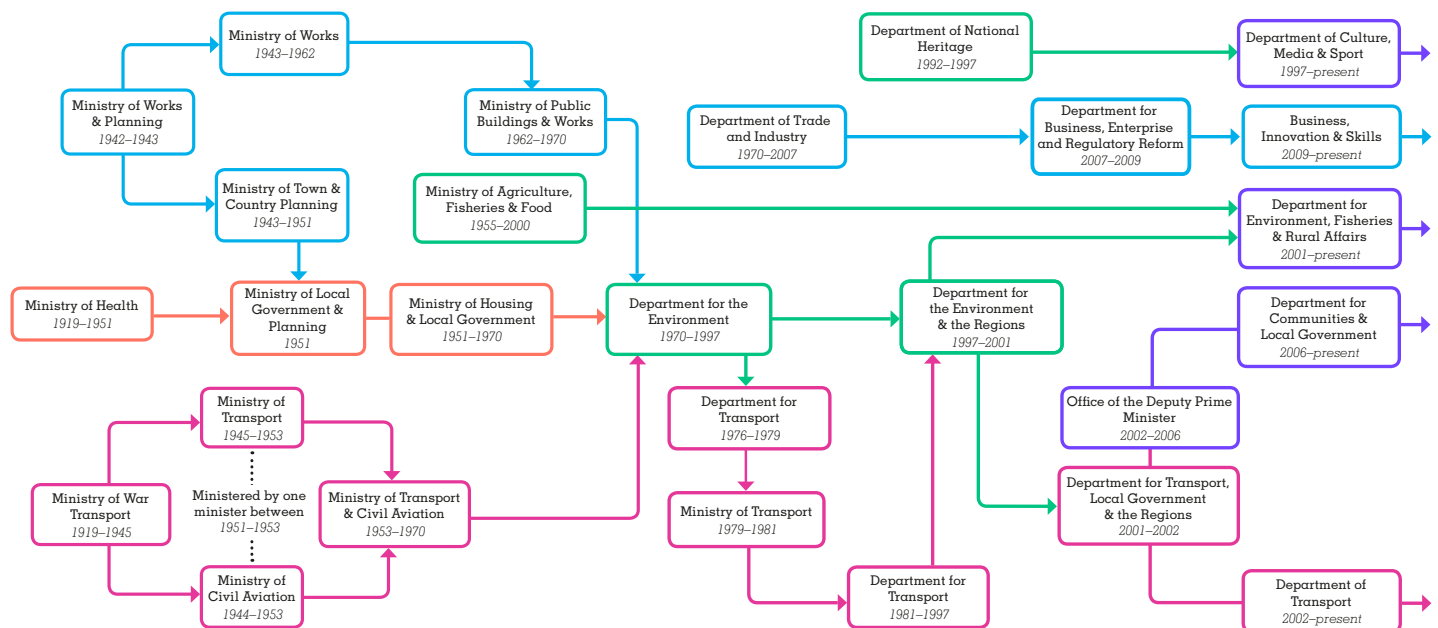 Ministry of Works
1943–1962
Department of National
Heritage
1992–1997
Department of Culture,
Media & Sport
1997–present
Ministry of Works
& Planning
1942–1943
Ministry of Public
Buildings & Works
1962–1970
Department of Trade
and Industry
1970–2007
Department for
Business, Enterprise
and Regulatory Reform
2007–2009
Business,
Innovation & Skills
2009–present
Ministry of Town &
Country Planning
1943–1951
Ministry of Agriculture,
Fisheries & Food
1955–2000
Department for
Environment, Fisheries
& Rural Affairs
2001–present
Ministry of Health
1919–1951
Ministry of Local
Government &
Planning
1951
Ministry of Housing
& Local Government
1951–1970
Department for the
Environment
1970–1997
Department for
the Environment
& the Regions
1997–2001
Department for
Communities &
Local Government
2006–present
Ministry of
Transport
1945–1953
Department for
Transport
1976–1979
Office of the Deputy Prime
Minister
2002–2006
Ministry of War
Transport
1919–1945
Ministered by one
minister between
1951–1953
Ministry of Transport
& Civil Aviation
1953–1970
Ministry of Transport
1979–1981
Department for Transport,
Local Government
& the Regions
2001–2002
Ministry of
Civil Aviation
1944–1953
Department for
Transport
1981–1997
Department of
Transport
2002–present